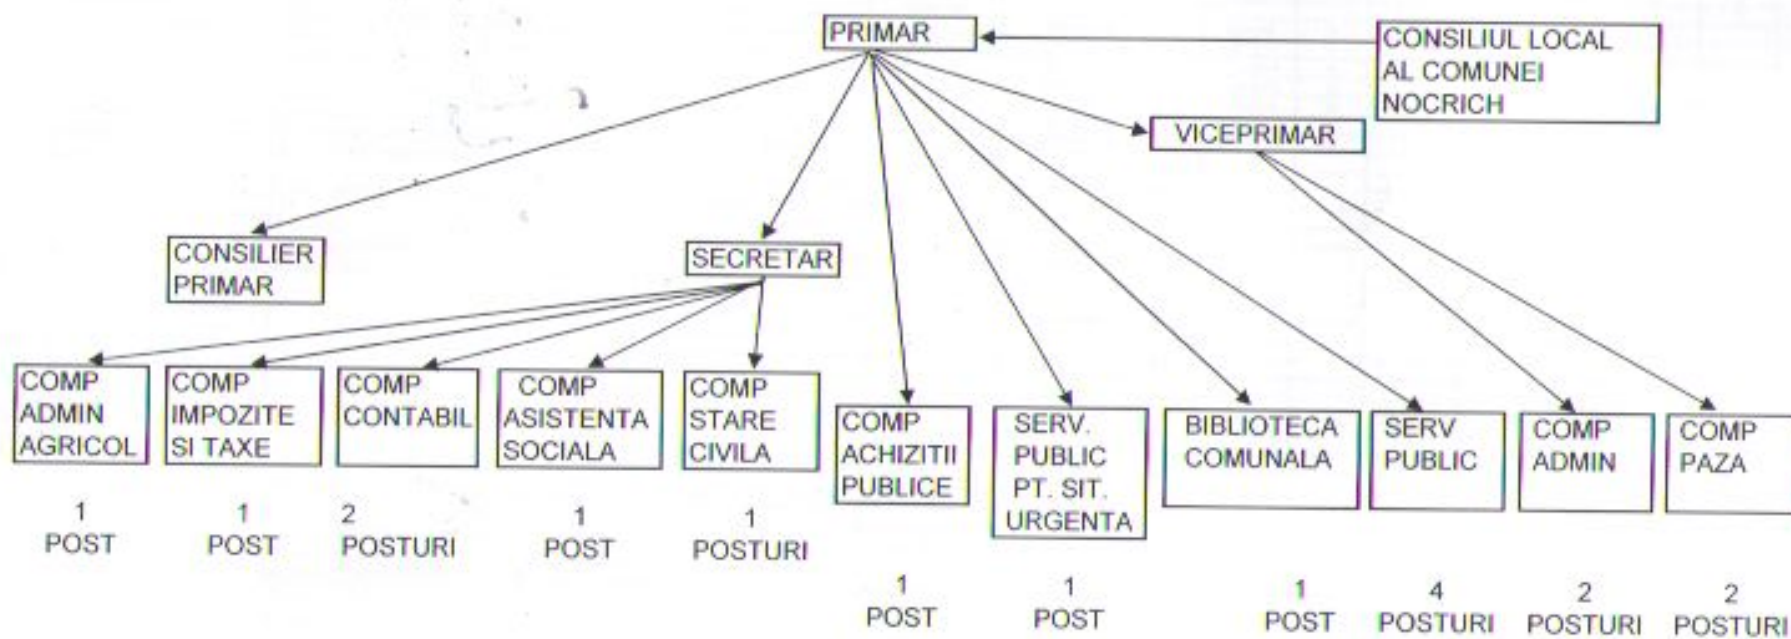 PRIMAR
CONSILIUL LOCAL
AL COMUNEI
NOCRICH
VICEPRIMAR
CONSILIER
PRIMAR
SECRETAR
COMP
ADMIN
AGRICOL
COMP
IMPOZITE
SI TAXE
COMP
CONTABIL
COMP
ASISTENTA
SOCIALA
COMP
STARE
CIVILA
COMP
ACHIZITII
PUBLICE
SERV.
PUBLIC
PT. SIT.
URGENTA
BIBLIOTECA
COMUNALA
SERV
PUBLIC
COMP
ADMIN
COMP
PAZA
1
POST
1
POST
2
POSTURI
1
POST
1
POSTURI
1
POST
1
POST
1
POST
4
POSTURI
2
POSTURI
2
POSTURI